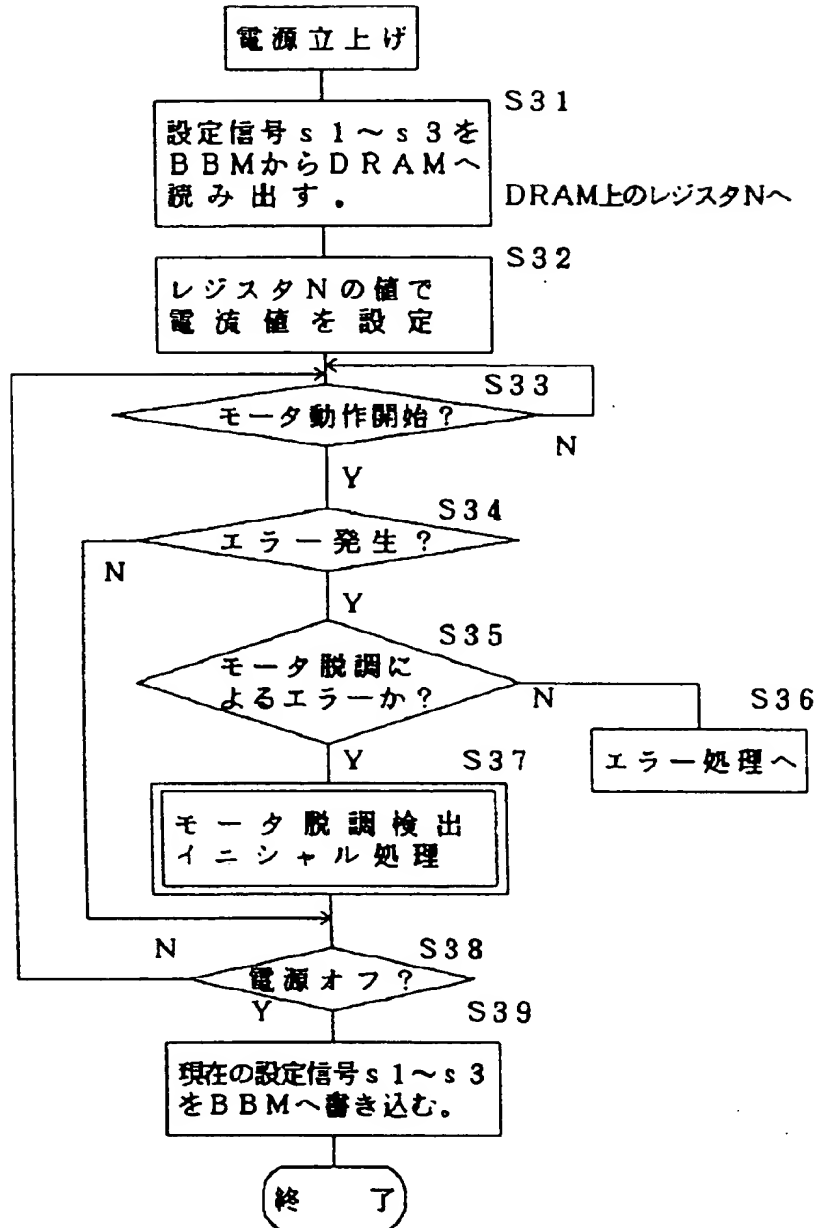 電源立上げ
S31
設定信号s1～s3を
BBMからDRAMへ
読み出す。
DRAM上のレジスタNへ
S32
レジスタNの値で
電流値を設定
S33
モータ動作開始?
N
Y
S34
エラー発生?
N
Y
S35
モータ脱調に
よるエラーか?
N
S36
エラー処理へ
Y
S37
モータ脱調検出
イニシャル処理
N
S38
電源オフ?
Y
S39
現在の設定信号s1～s3
をBBMへ書き込む。
終 了